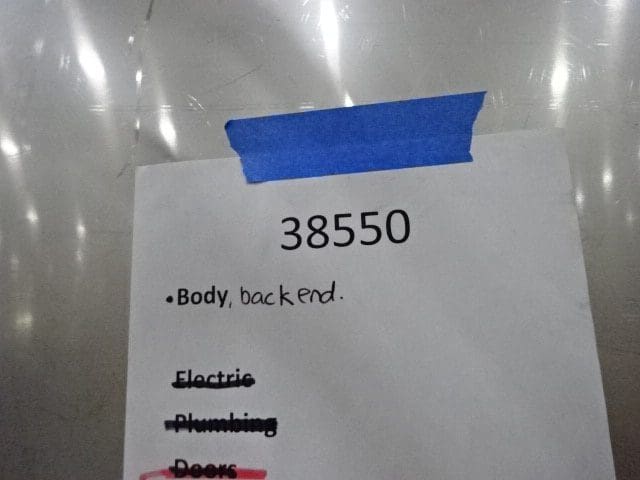 38550
•Body, backend.
Electric
Plumbing
Doors